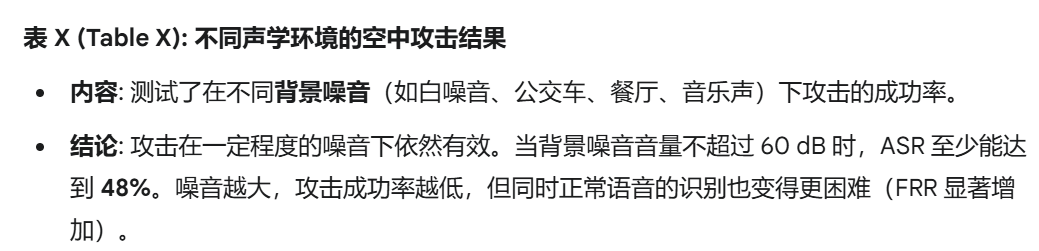 表 X (Table X): 不同声学环境的空中攻击结果
• 内容: 测试了在不同背景噪音（如白噪音、公交车、餐厅、音乐声）下攻击的成功率。
• 结论: 攻击在一定程度的噪音下依然有效。当背景噪音音量不超过 60 dB 时，ASR 至少能达
到 48%。噪音越大，攻击成功率越低，但同时正常语音的识别也变得更困难（FRR 显著增
加）。